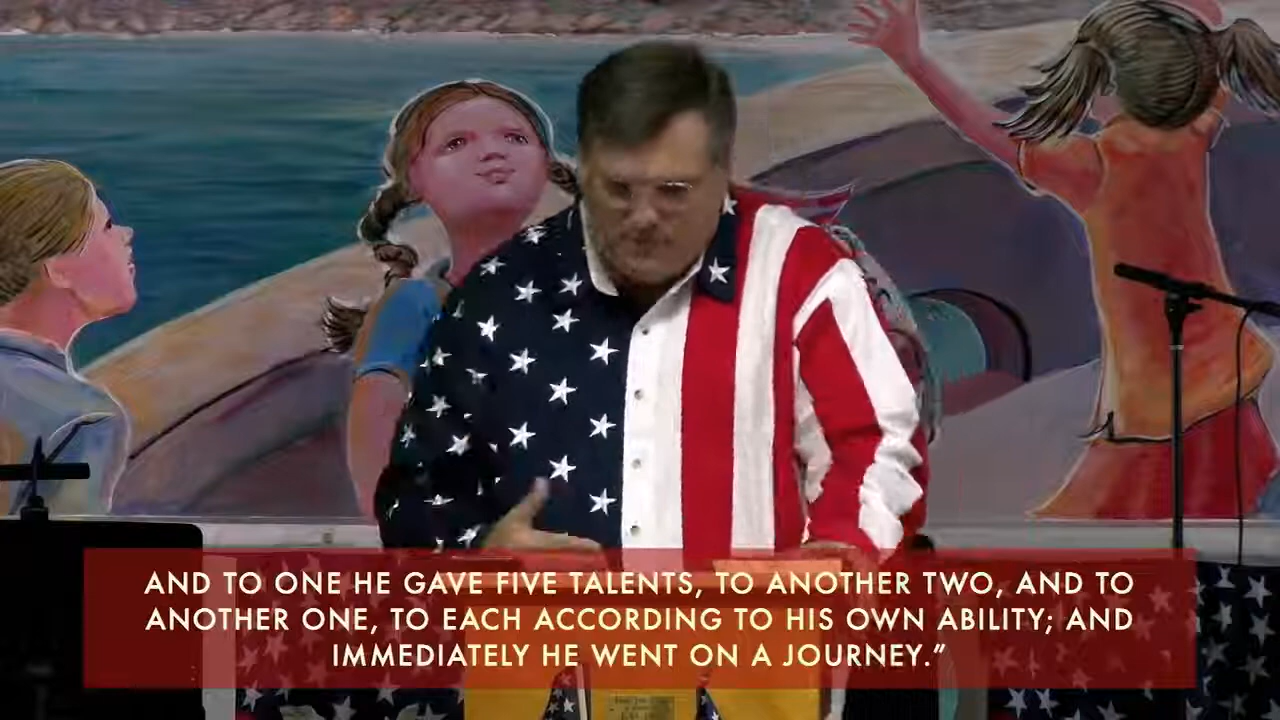 AND TO ONE HE GAVE FIVE TALENTS, TO ANOTHER TWO, AND TO
ANOTHER ONE, TO EACH ACCORDING TO HIS OWN ABILITY; AND
IMMEDIATELY HE WENT ON A JOURNEY.”